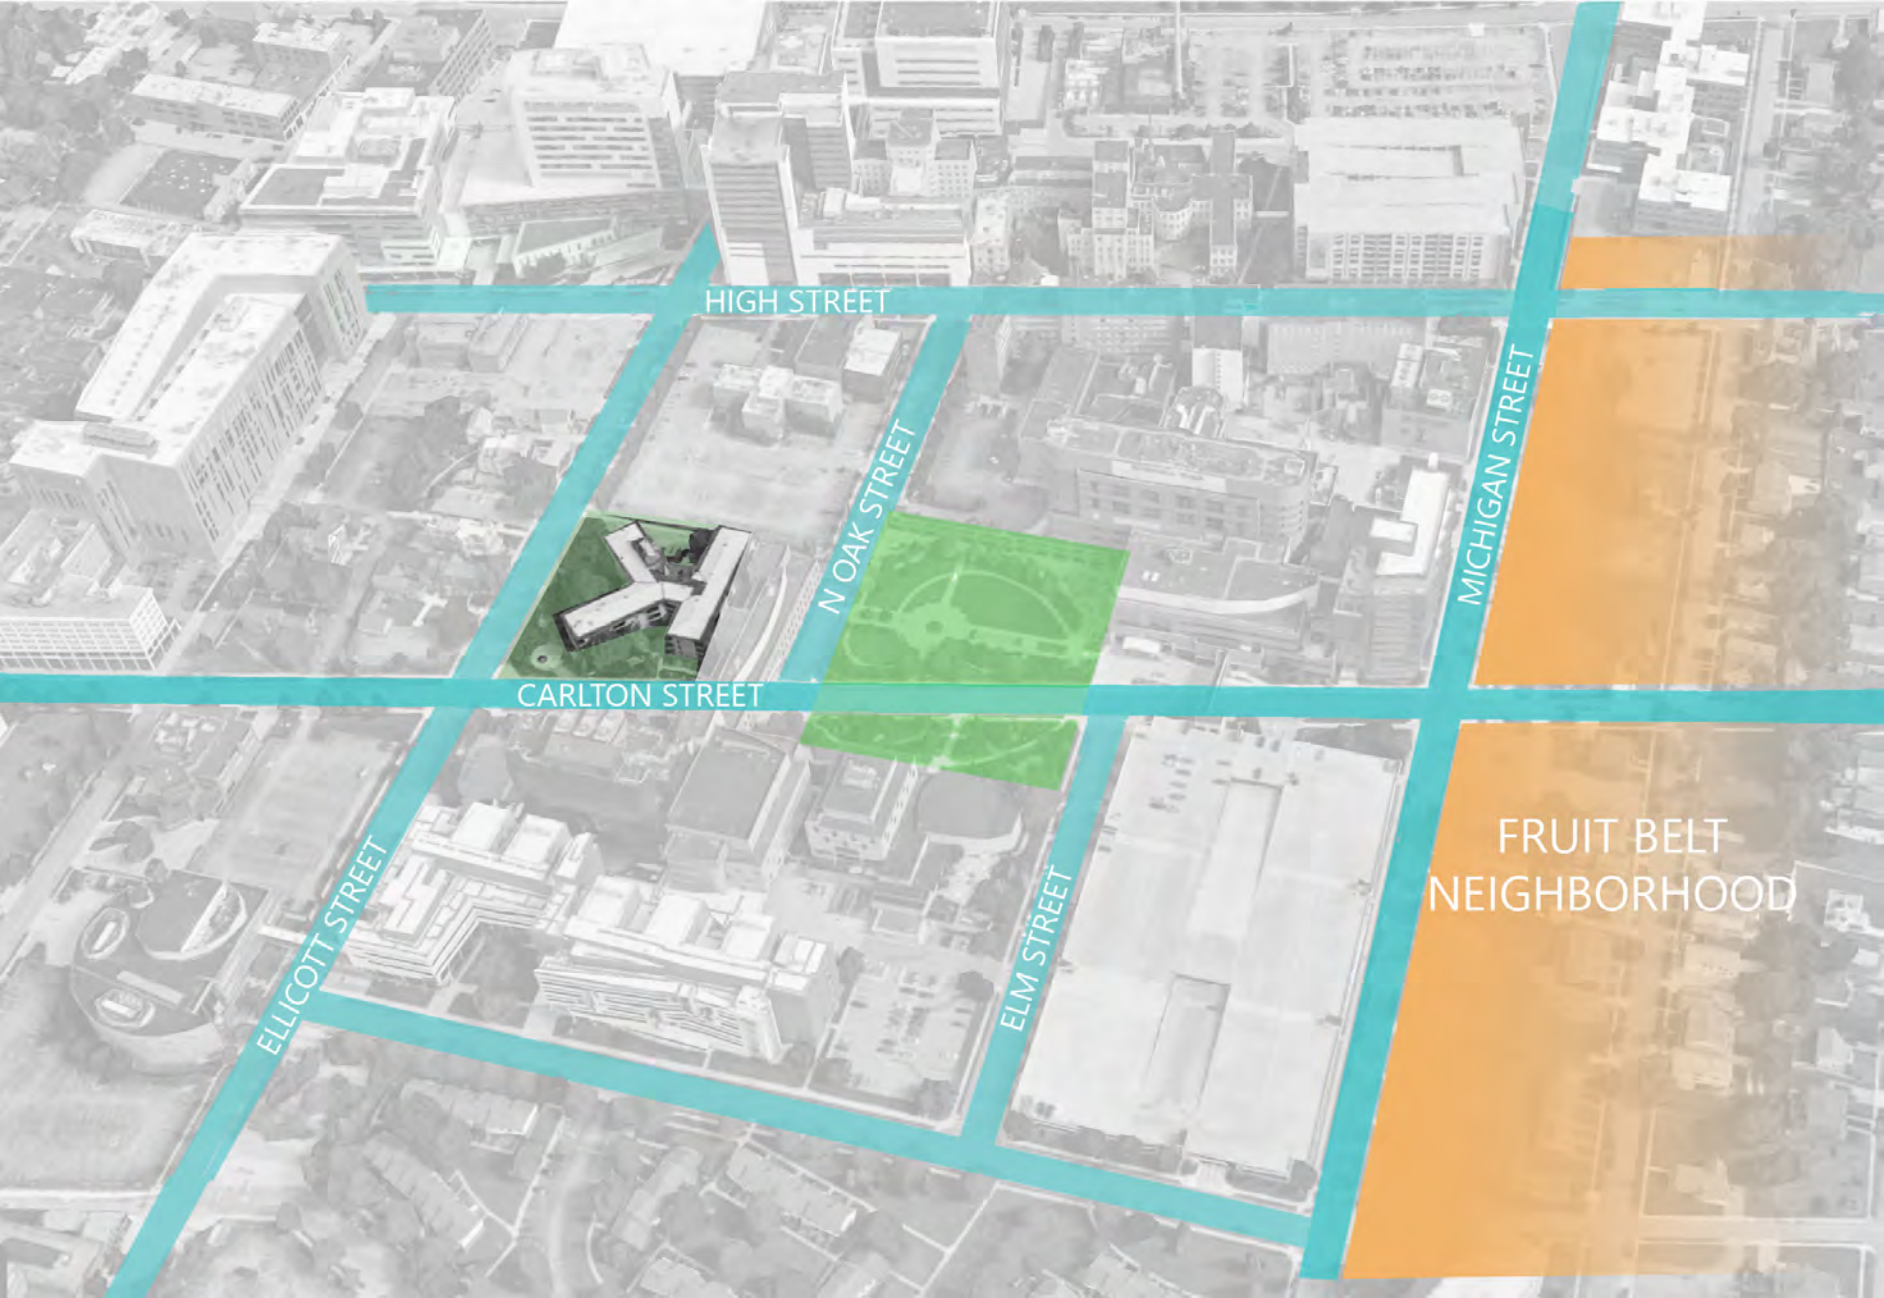 HIGH STREET
MICHIGAN STREET
N OAK STREET
CARLTON STREET
FRUIT BELT
NEIGHBORHOOD
ELLICOTT STREET
ELM STREET